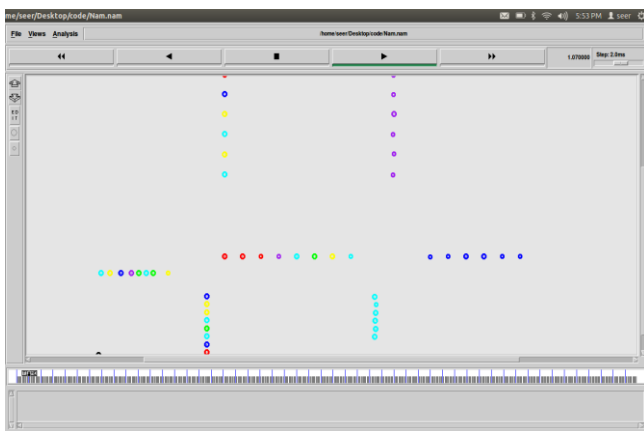 me/seer/Desktop/code/Nam.nam
5:53 PM seer
File Views Analysis
/home/seer/Desktop/code/Nam.nam
1.070000 Step: 2.0ms